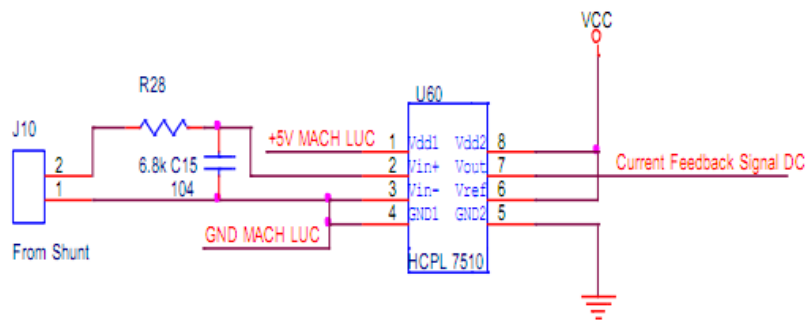 VCC
R28
U60
J10
+5V MACH LUC
1 Vdd1 Vdd2 8
2 6.8k C15 2 Vin+ Vout 7 Current Feedback Signal DC
1 104 3 Vin- Vref 6
4 GND1 GND2 5
GND MACH LUC
From Shunt
HCPL 7510